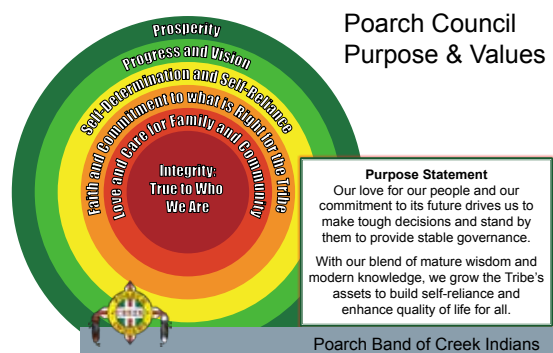 Poarch Council
Purpose & Values
Prosperity
Progress and Vision
Self-Determination and Self-Reliance
Faith and Commitment to what is Right for the Tribe
Love and Care for Family and Community
Integrity:
True to Who
We Are
Purpose Statement
Our love for our people and our
commitment to its future drives us to
make tough decisions and stand by
them to provide stable governance.
With our blend of mature wisdom and
modern knowledge, we grow the Tribe's
assets to build self-reliance and
enhance quality of life for all.
Poarch Band of Creek Indians